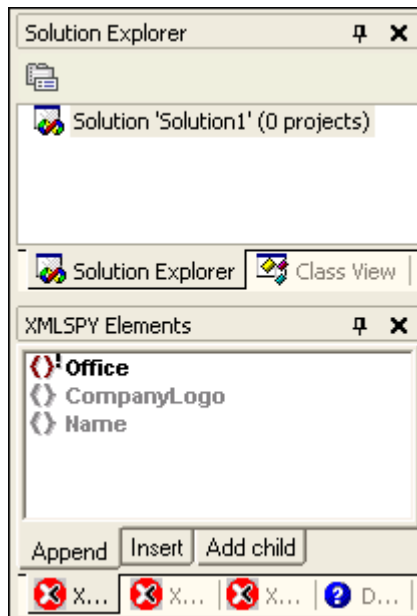 Solution Explorer
Solution 'Solution1' (0 projects)
Solution Explorer Class View
XMLSPY Elements
Office
CompanyLogo
Name
Append Insert Add child
X... X... X... D...